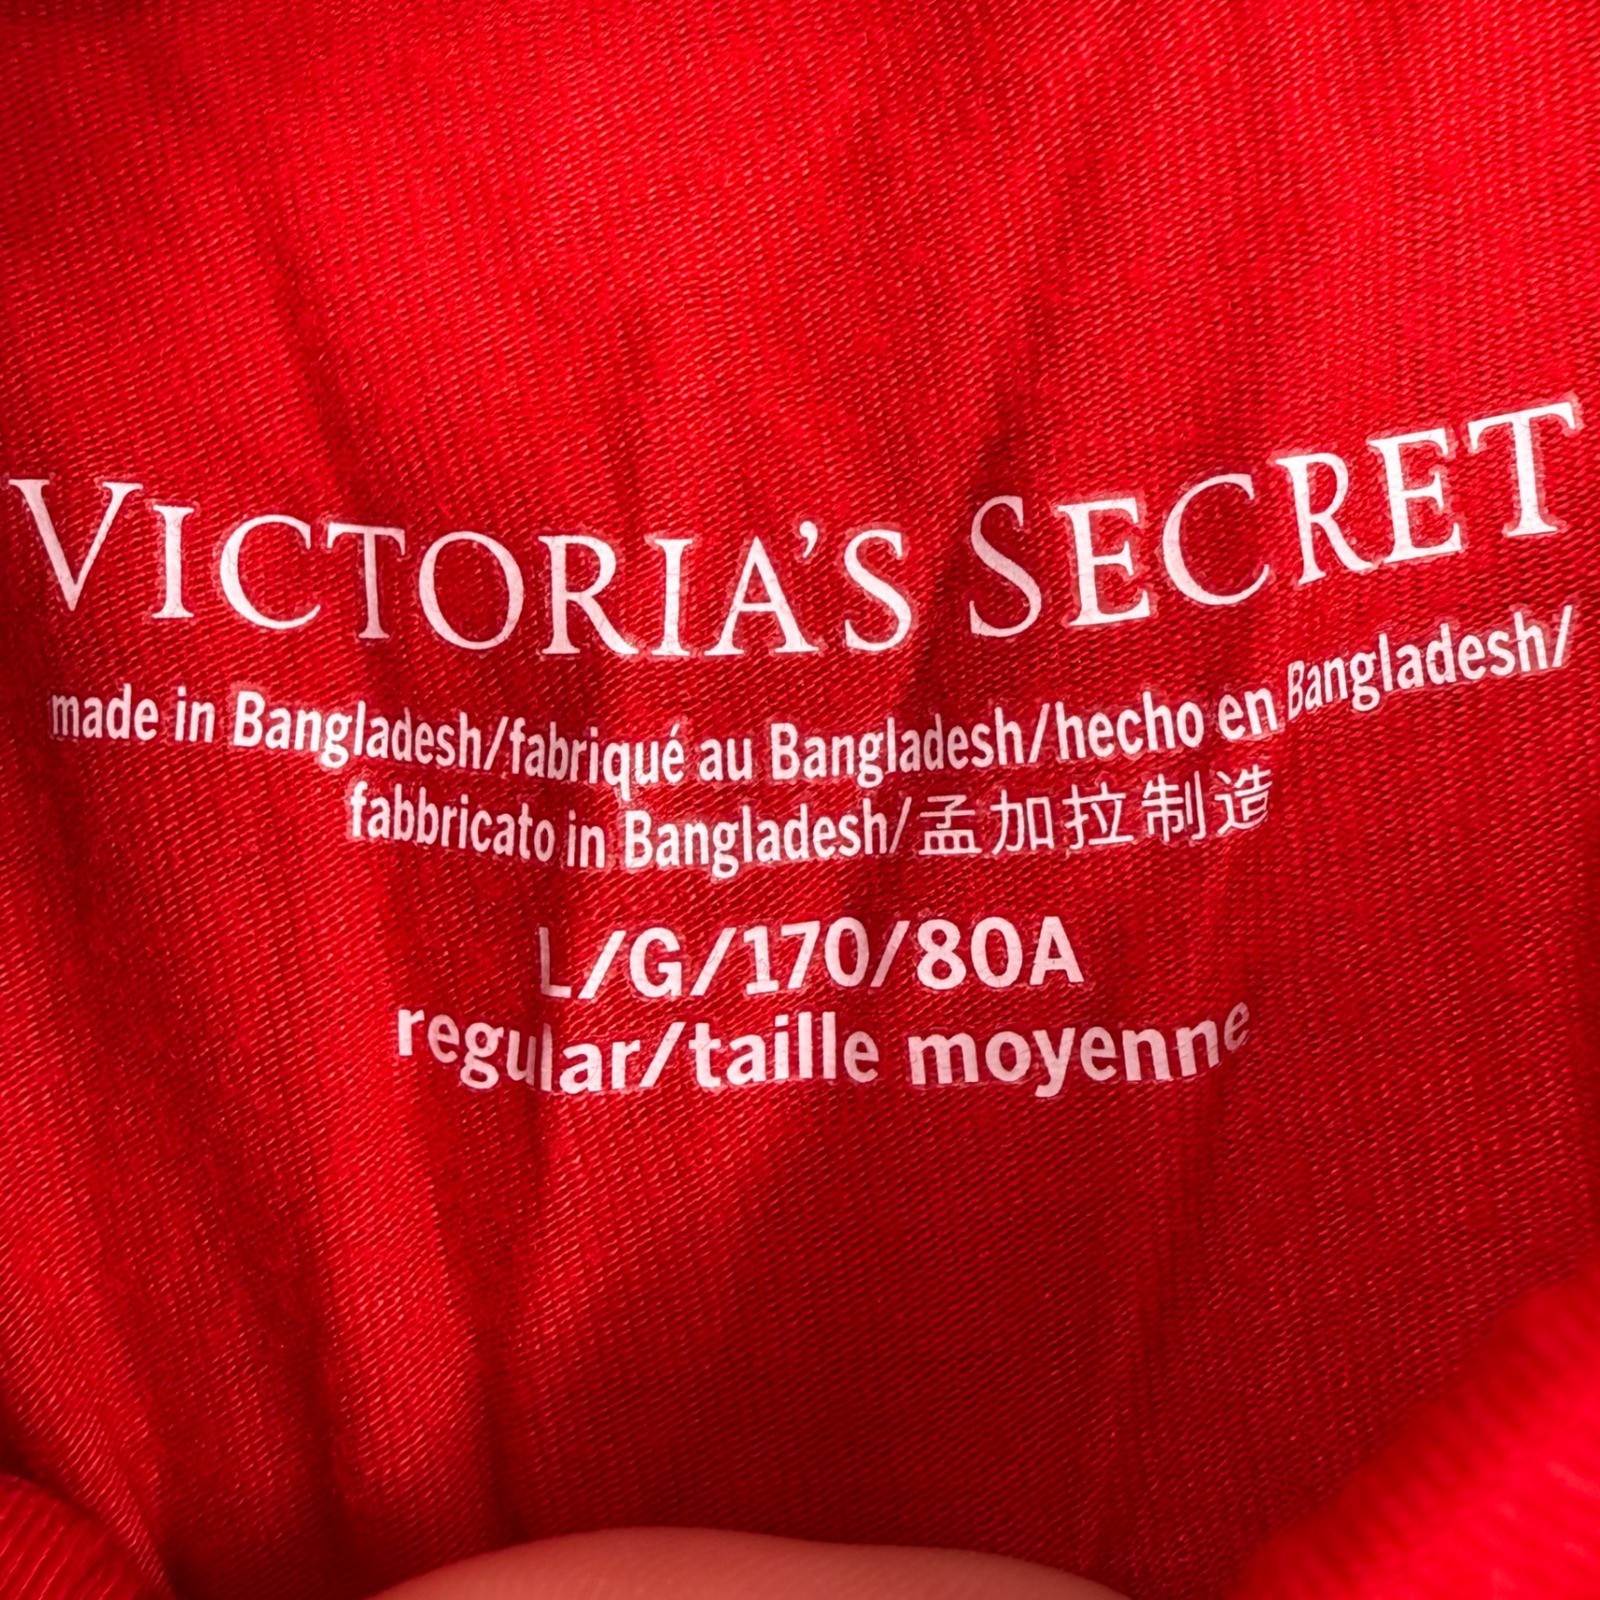 VICTORIA'S SECRET
made in Bangladesh/fabriqué au Bangladesh/hecho en Bangladesh/
fabbricato in Bangladesh/孟加拉制造
L/G/170/80A
regular/taille moyenne